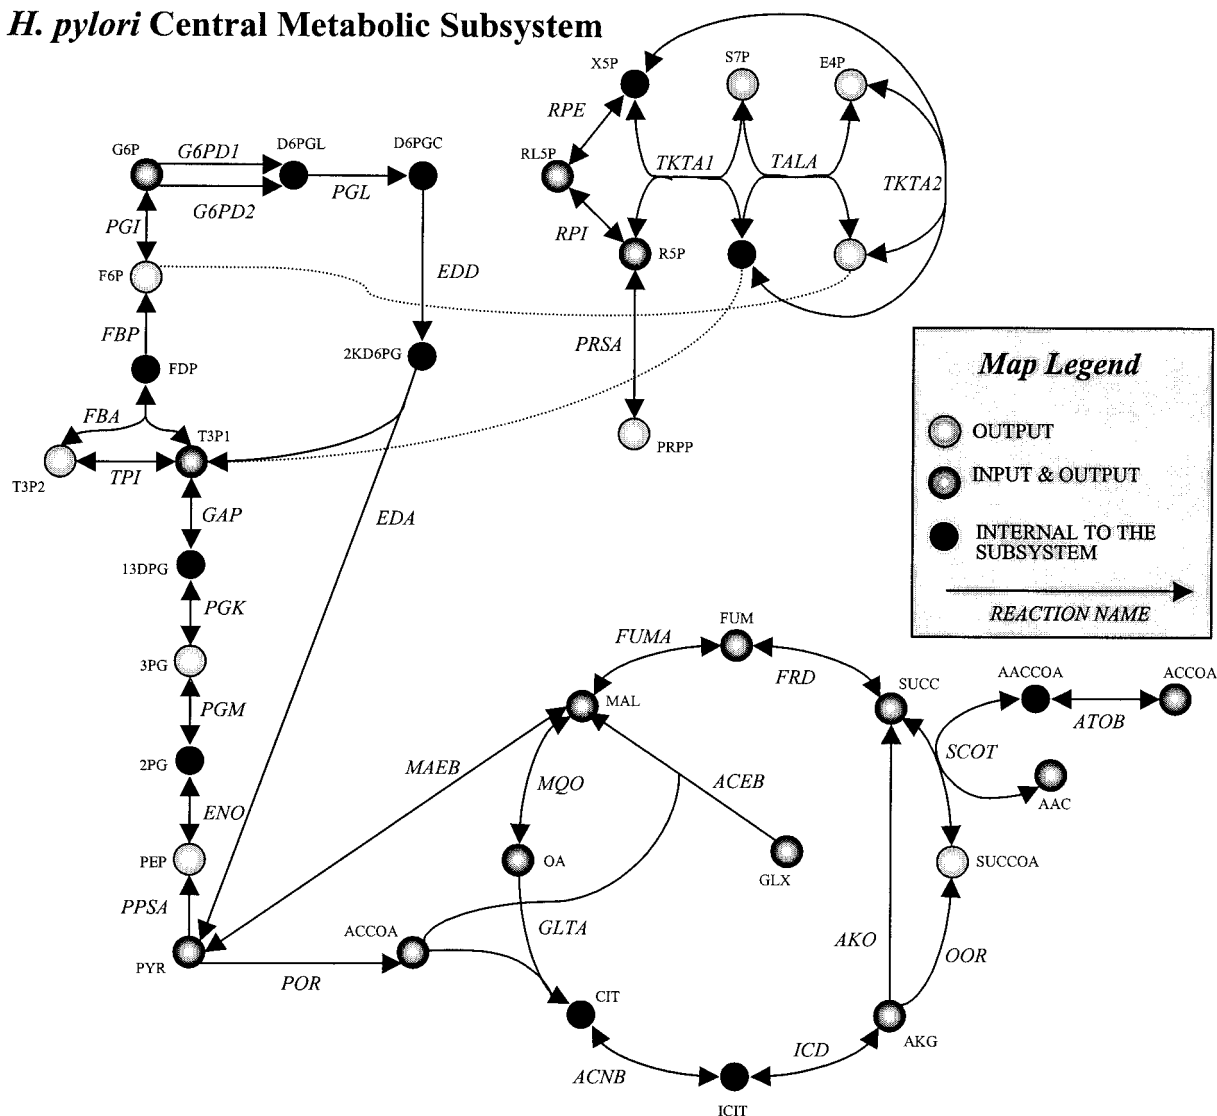 H. pylori Central Metabolic Subsystem
X5P
S7P
E4P
RPE
G6P
G6PD1
D6PGL
D6PGC
RL5P
TKTA1
TALA
TKTA2
PGL
G6PD2
PGI
RPI
R5P
F6P
EDD
FBP
PRSA
2KD6PG
FDP
Map Legend
FBA
T3P1
OUTPUT
PRPP
T3P2
TPI
INPUT & OUTPUT
GAP
EDA
INTERNAL TO THE
SUBSYSTEM
13DPG
PGK
REACTION NAME
FUM
FUMA
3PG
FRD
SUCC
AACCOA
ACCOA
MAL
PGM
ATOB
2PG
MAEB
MQO
ACEB
SCOT
AAC
ENO
PEP
OA
GLX
SUCCOA
PPSA
ACCOA
GLTA
AKO
OOR
PYR
POR
CIT
AKG
ICD
ACNB
ICIT